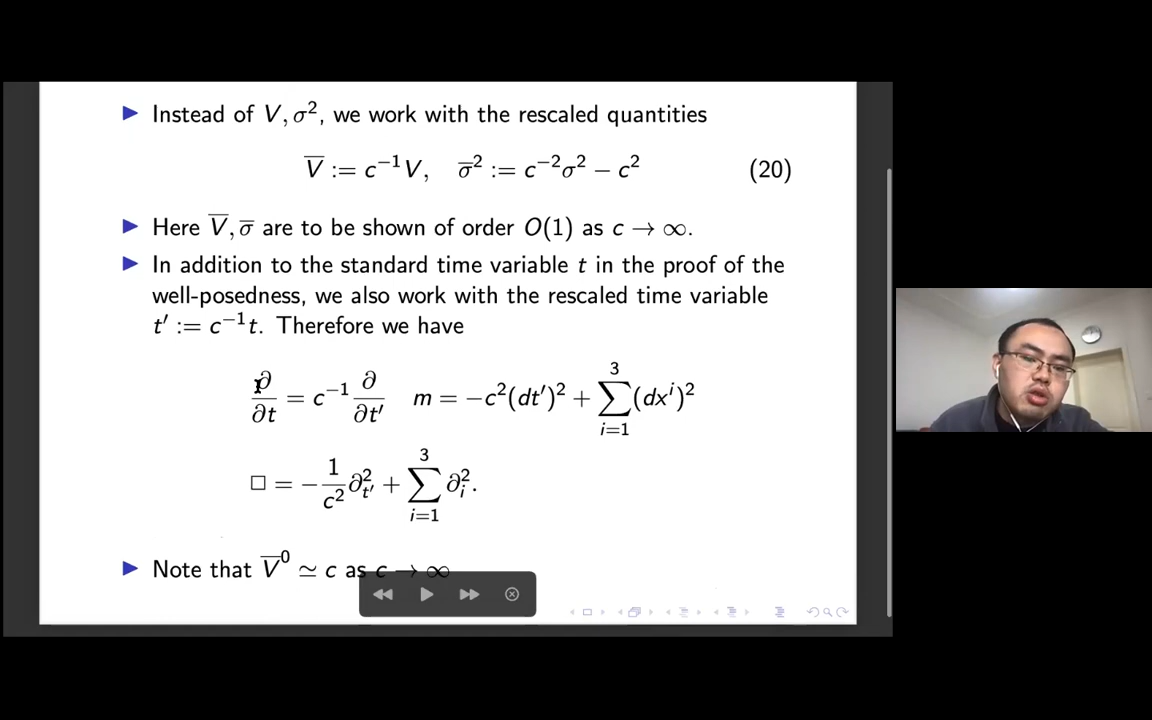 Instead of V, σ², we work with the rescaled quantities
V̅ := c⁻¹V, σ̅² := c⁻²σ² − c² (20)
Here V̅, σ̅ are to be shown of order O(1) as c → ∞.
In addition to the standard time variable t in the proof of the
well-posedness, we also work with the rescaled time variable
t′ := c⁻¹t. Therefore we have
∂/∂t = c⁻¹ ∂/∂t′ m = −c²(dt′)² + ∑_{i=1}^{3}(dxⁱ)²
□ = −1/c² ∂²_{t′} + ∑_{i=1}^{3} ∂²_i.
Note that V̅⁰ ≃ c as c → ∞